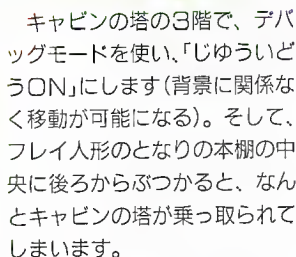 キャビンの塔の3階で、デバ
ッグモードを使い、「じゆういど
うON」にします(背景に関係な
く移動が可能になる)。そして、
フレイ人形のとなりの本棚の中
央に後ろからぶつかると、なん
とキャビンの塔が乗っ取られて
しまいます。